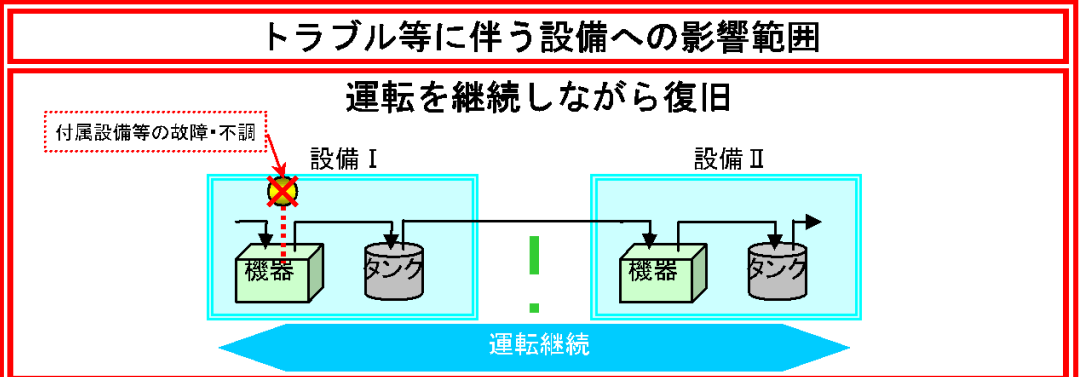 トラブル等に伴う設備への影響範囲
運転を継続しながら復旧
付属設備等の故障・不調
設備Ⅰ
設備Ⅱ
機器
タンク
機器
タンク
運転継続